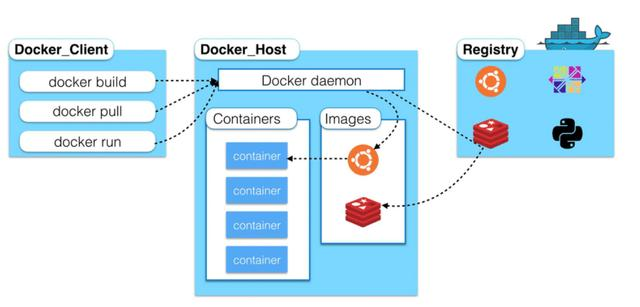 Docker_Client
docker build
docker pull
docker run
Docker_Host
Docker daemon
Containers
container
container
container
container
Images
Registry